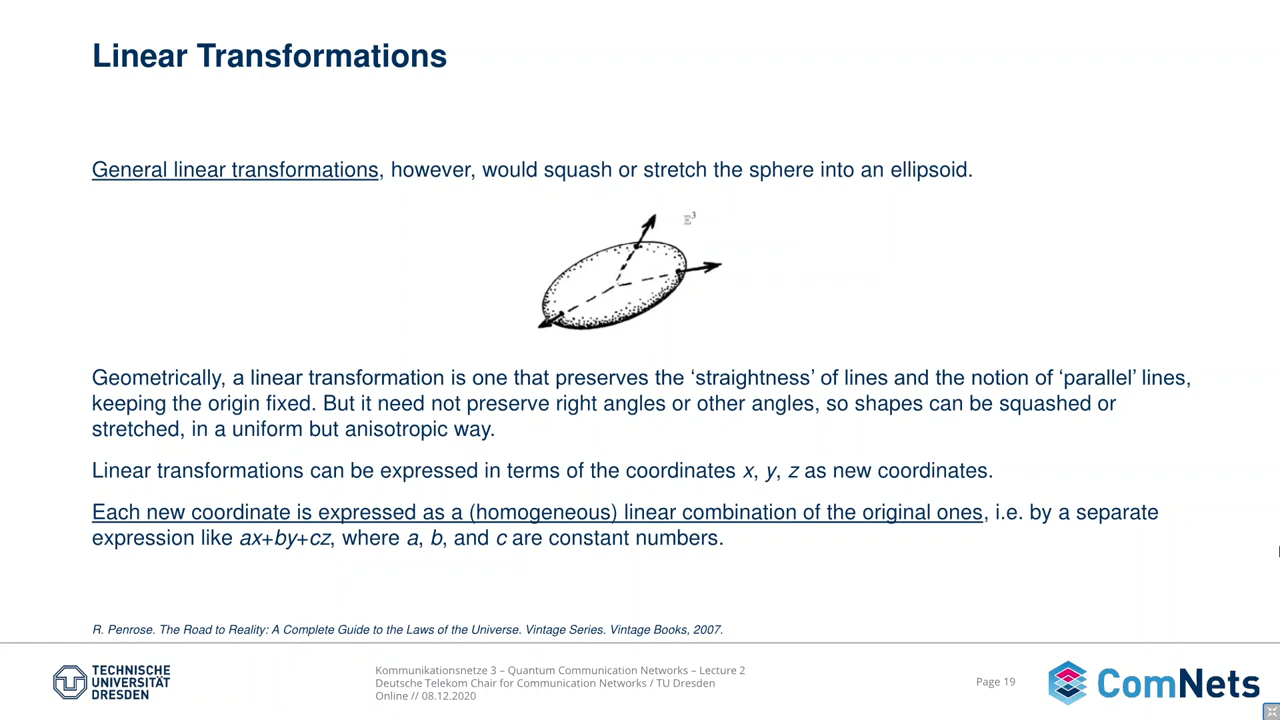 Linear Transformations
General linear transformations, however, would squash or stretch the sphere into an ellipsoid.
𝔼³
Geometrically, a linear transformation is one that preserves the ‘straightness’ of lines and the notion of ‘parallel’ lines,
keeping the origin fixed. But it need not preserve right angles or other angles, so shapes can be squashed or
stretched, in a uniform but anisotropic way.
Linear transformations can be expressed in terms of the coordinates x, y, z as new coordinates.
Each new coordinate is expressed as a (homogeneous) linear combination of the original ones, i.e. by a separate
expression like ax+by+cz, where a, b, and c are constant numbers.
R. Penrose. The Road to Reality: A Complete Guide to the Laws of the Universe. Vintage Series. Vintage Books, 2007.
TECHNISCHE
UNIVERSITÄT
DRESDEN
Kommunikationsnetze 3 – Quantum Communication Networks – Lecture 2
Deutsche Telekom Chair for Communication Networks / TU Dresden
Online // 08.12.2020
Page 19
ComNets